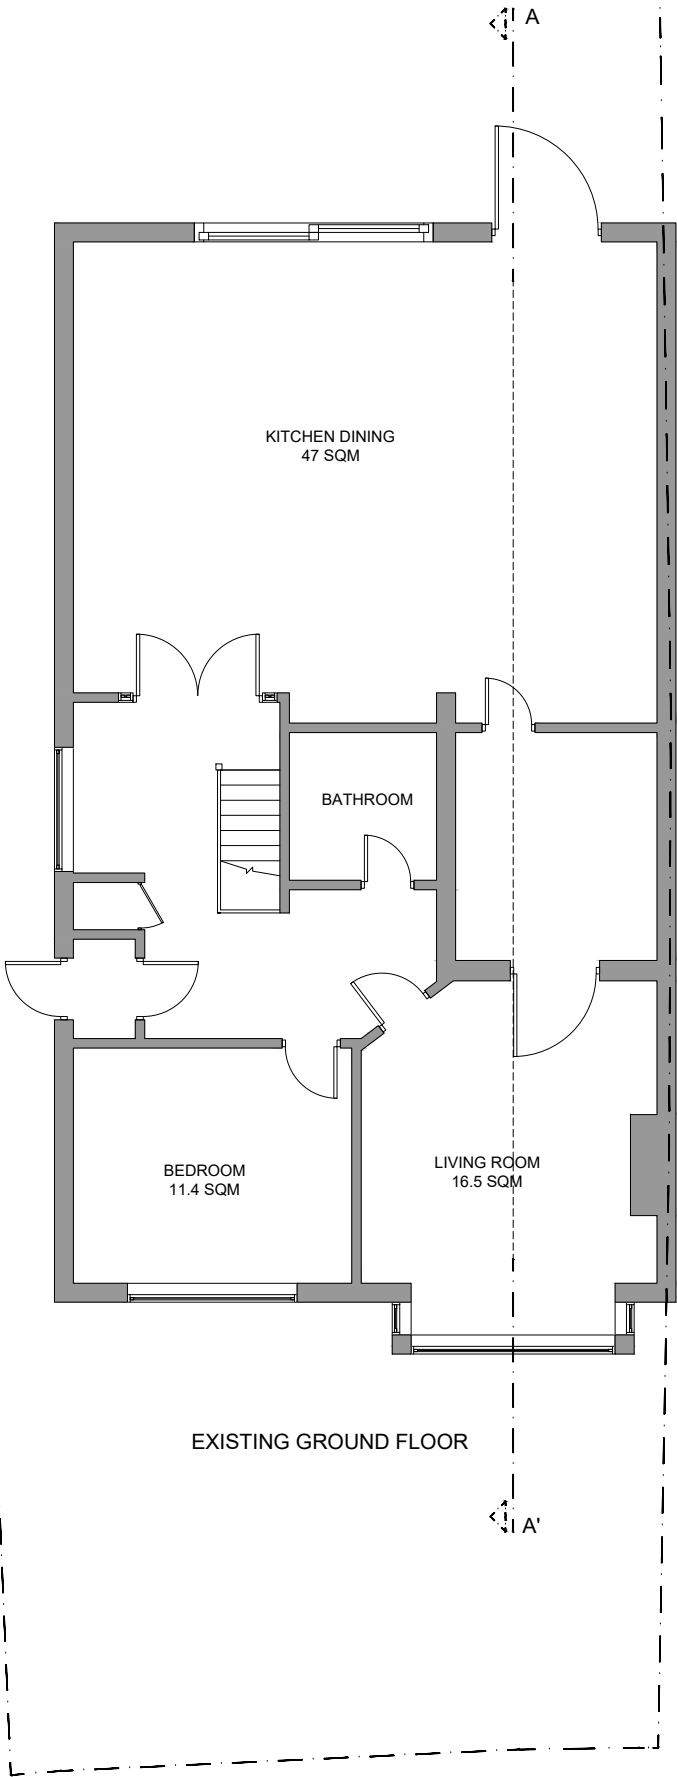 A
KITCHEN DINING
47 SQM
BATHROOM
BEDROOM
11.4 SQM
LIVING ROOM
16.5 SQM
EXISTING GROUND FLOOR
A'